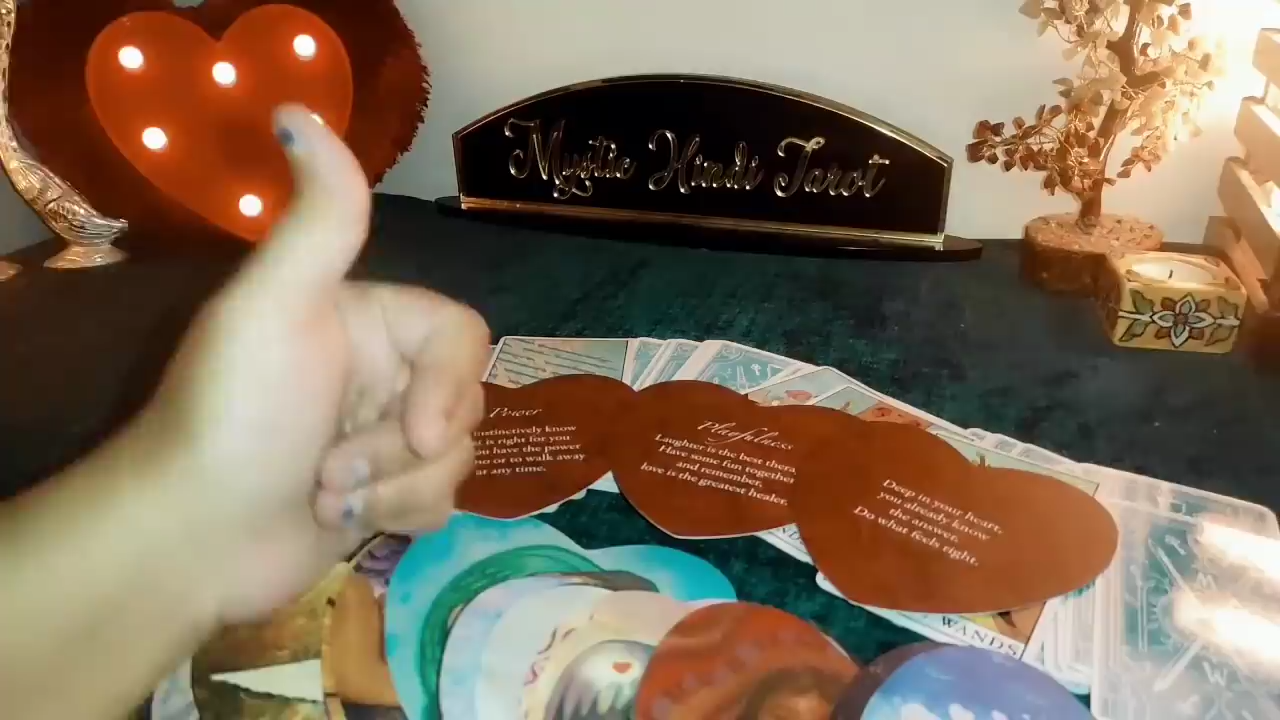 Mystic Hindi Tarot
Power
instinctively know
is right for you
you have the power
no or to walk away
at any time.
Playfulness
Laughter is the best thera
Have some fun together
and remember,
love is the greatest healer.
Deep in your heart,
you already know
the answer.
Do what feels right.
WANDS